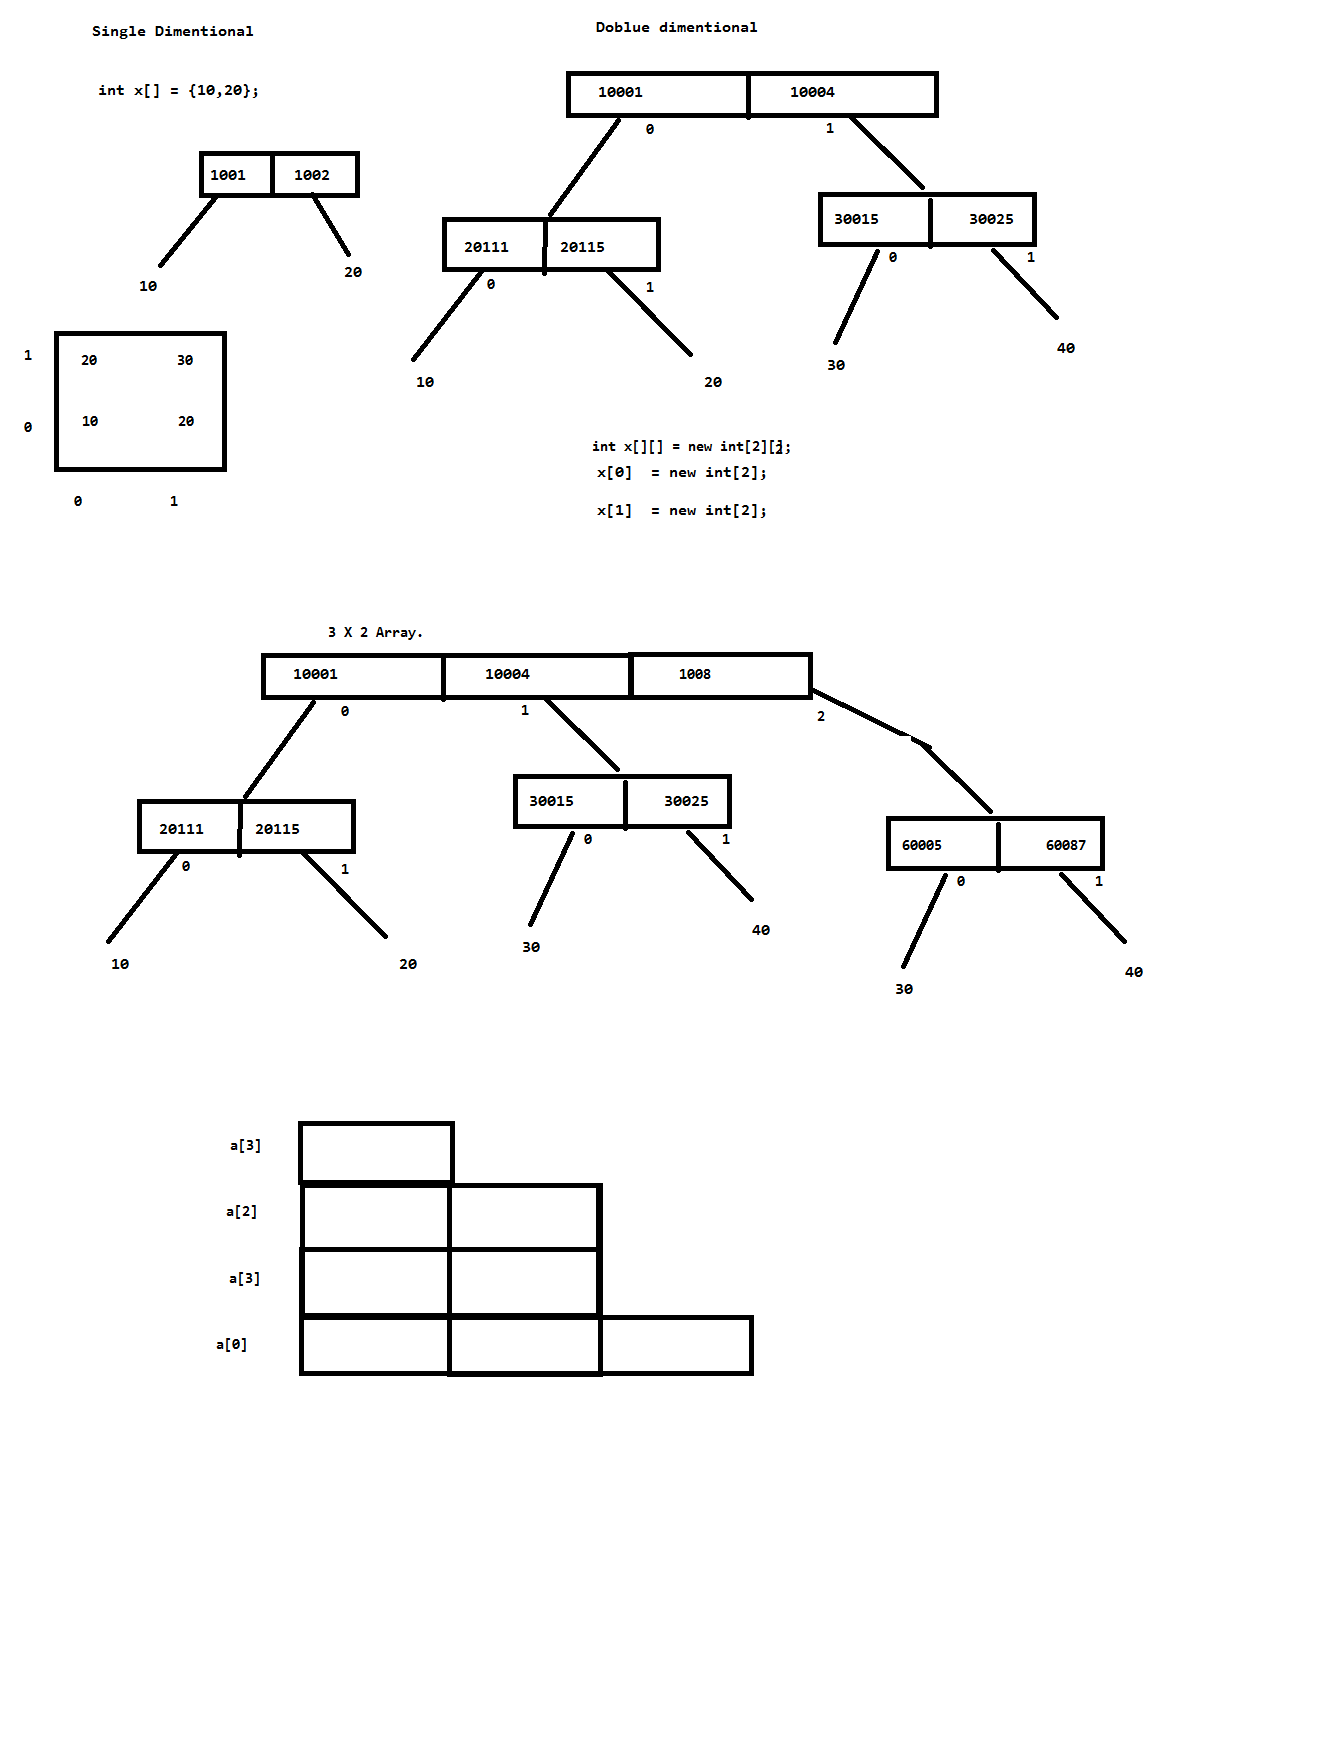 Single Dimentional
int x[] = {10,20};
1001 1002
10 20
1 20 30
0 10 20
0 1
Doblue dimentional
10001 10004
0 1
20111 20115
0 1
10 20
30015 30025
0 1
30 40
int x[][] = new int[2][2;
x[0] = new int[2];
x[1] = new int[2];
3 X 2 Array.
10001 10004 1008
0 1 2
20111 20115
0 1
10 20
30015 30025
0 1
30 40
60005 60087
0 1
30 40
a[3]
a[2]
a[3]
a[0]